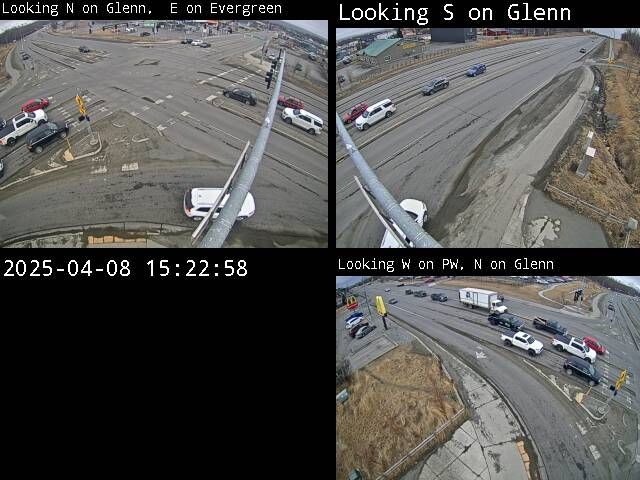 Looking N on Glenn,  E on Evergreen
Looking S on Glenn
2025-04-08 15:22:58
Looking W on PW, N on Glenn